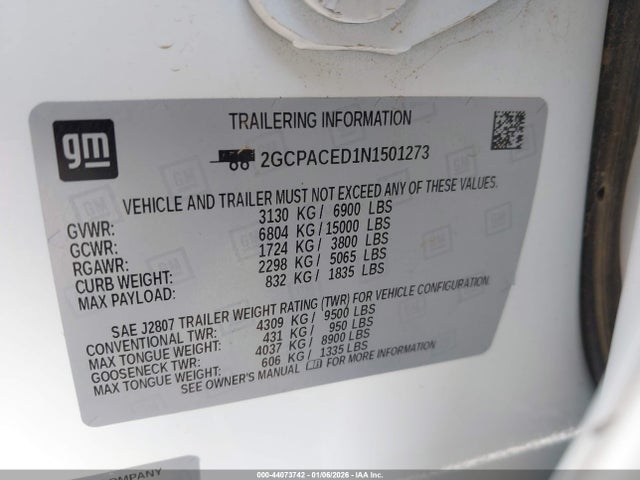 gm
TRAILERING INFORMATION
2GCPACED1N1501273
VEHICLE AND TRAILER MUST NOT EXCEED ANY OF THESE VALUES.
GVWR: 3130 KG / 6900 LBS
GCWR: 6804 KG / 15000 LBS
RGAWR: 1724 KG / 3800 LBS
CURB WEIGHT: 2298 KG / 5065 LBS
MAX PAYLOAD: 832 KG / 1835 LBS
SAE J2807 TRAILER WEIGHT RATING (TWR) FOR VEHICLE CONFIGURATION.
CONVENTIONAL TWR: 4309 KG / 9500 LBS
MAX TONGUE WEIGHT: 431 KG / 950 LBS
GOOSENECK TWR: 4037 KG / 8900 LBS
MAX TONGUE WEIGHT: 606 KG / 1335 LBS
SEE OWNER'S MANUAL FOR MORE INFORMATION
COMPANY
000-44073742 - 01/06/2026 - IAA Inc.